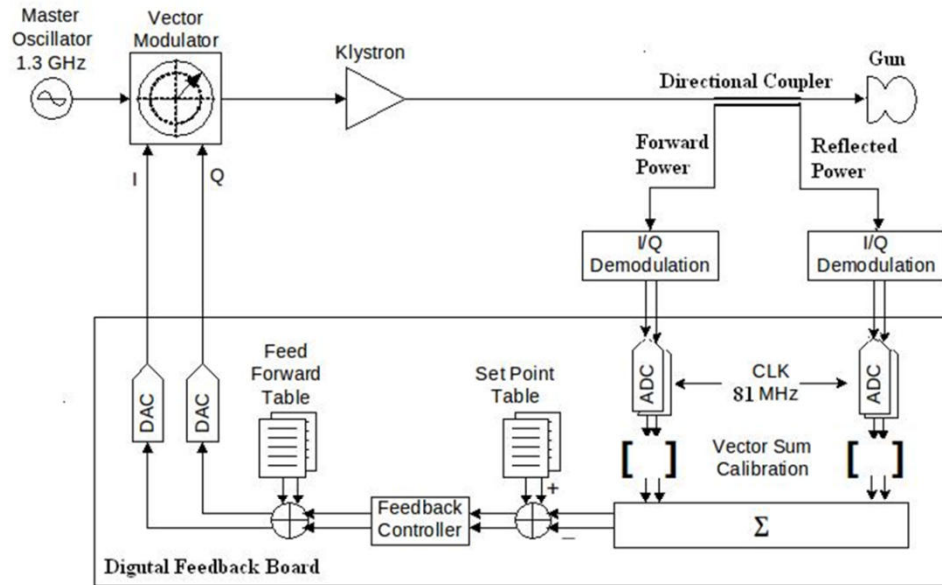 Master
Oscillator
1.3 GHz
Vector
Modulator
Klystron
Directional Coupler
Gun
Forward
Power
Reflected
Power
I
Q
I/Q
Demodulation
I/Q
Demodulation
Feed
Forward
Table
Set Point
Table
ADC
CLK
81 MHz
ADC
DAC
DAC
Vector Sum
Calibration
[ ]
[ ]
+
Feedback
Controller
−
Σ
Digutal Feedback Board